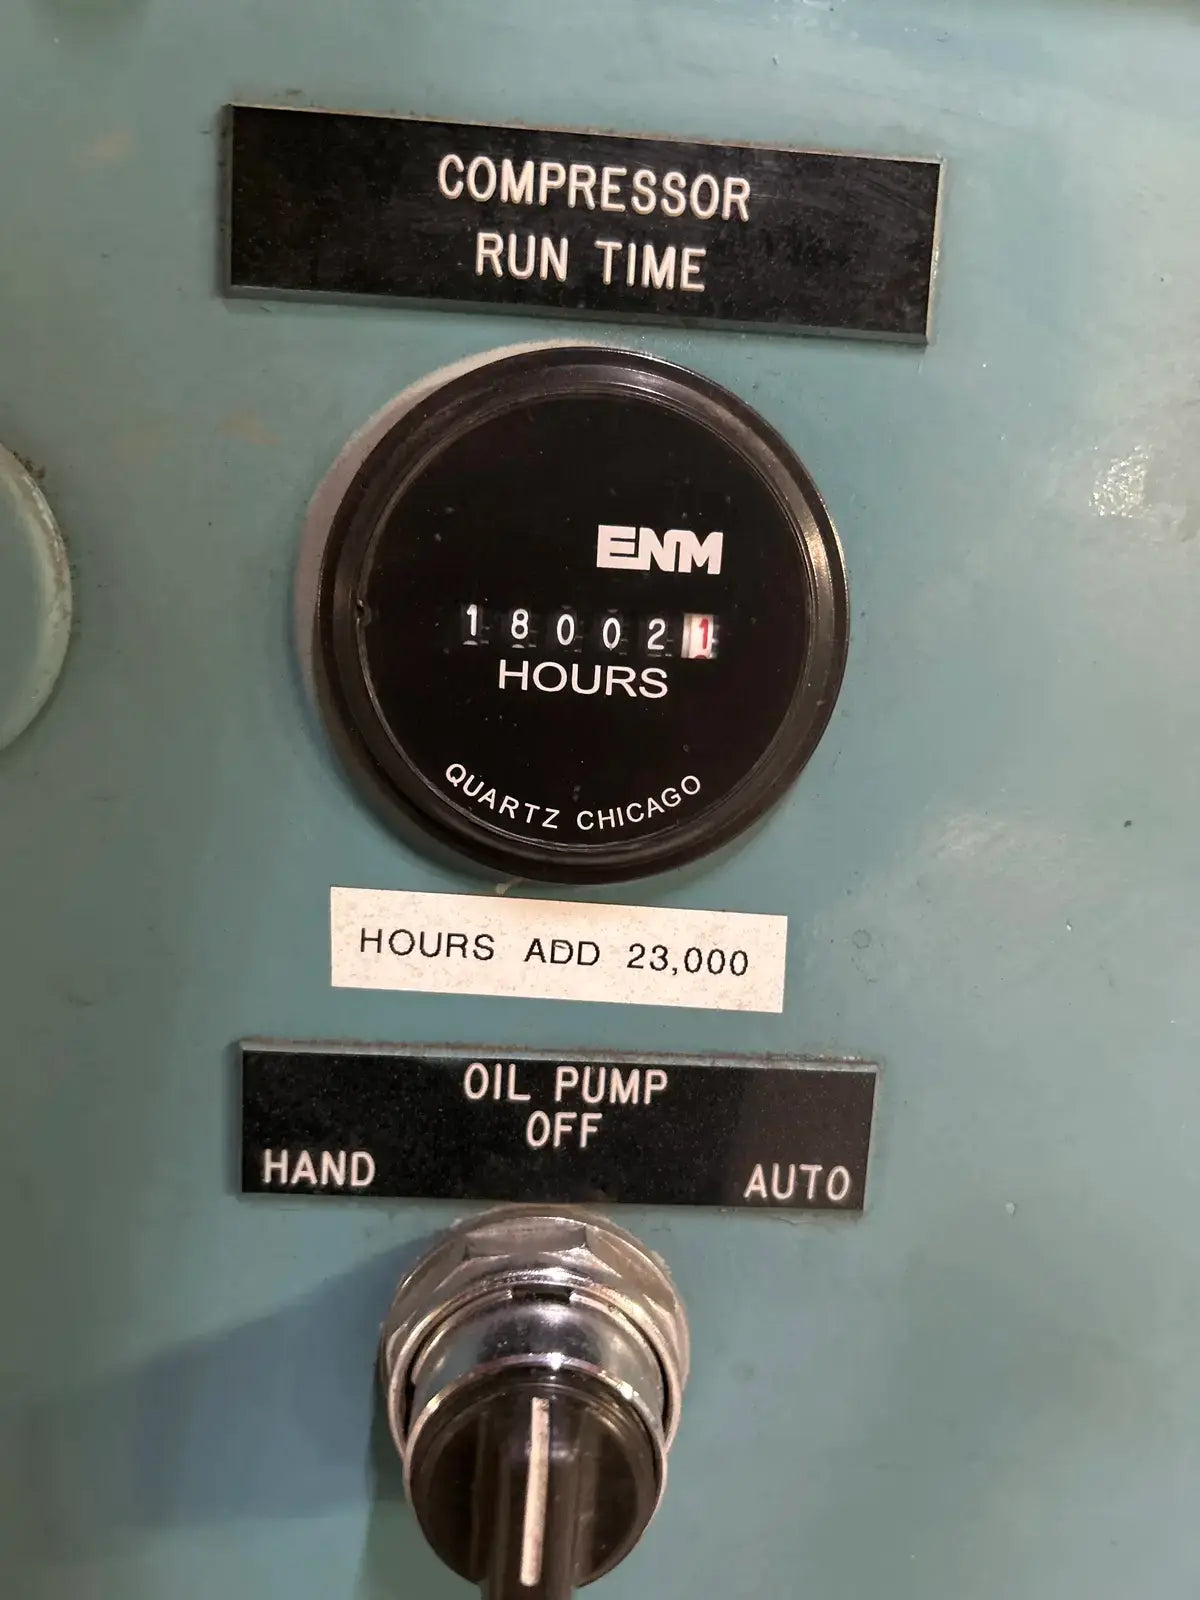 COMPRESSOR
RUN TIME
ENM
180021
HOURS
QUARTZ CHICAGO
HOURS ADD 23,000
OIL PUMP
OFF
HAND AUTO